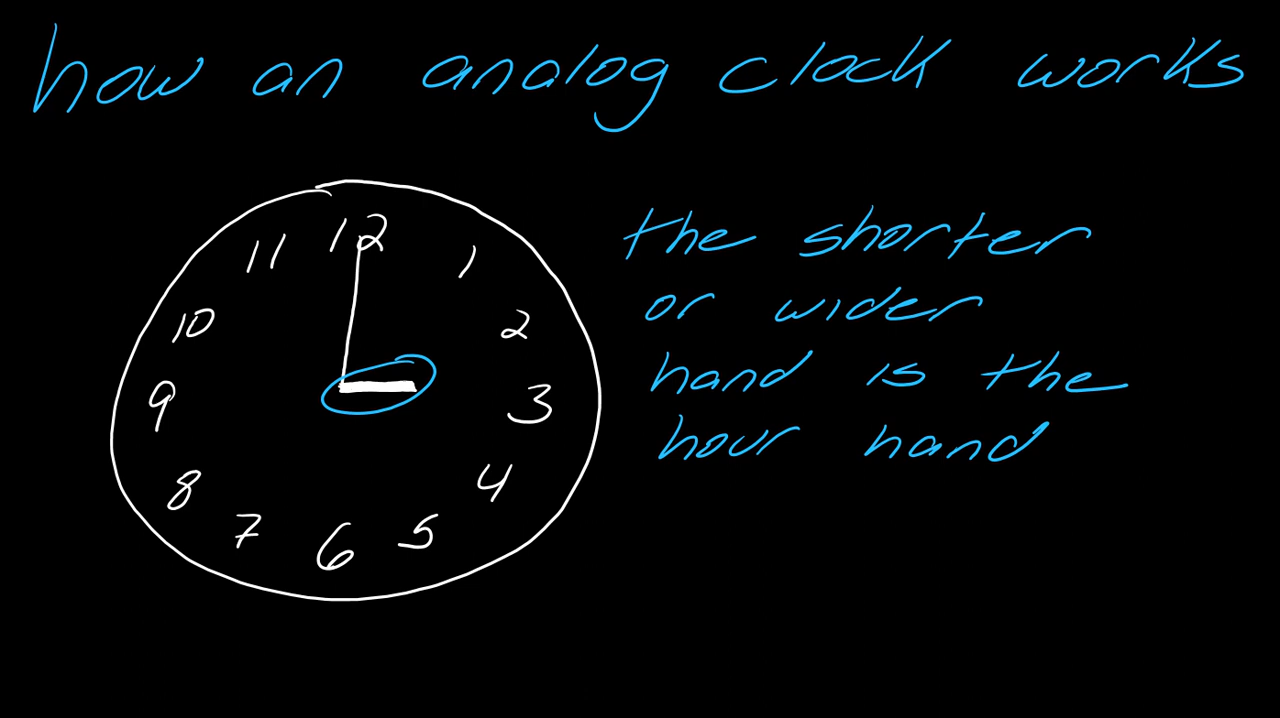 how an analog clock works
12
11 1
10 2
9 3
8 4
7 5
6
the shorter
or wider
hand is the
hour hand